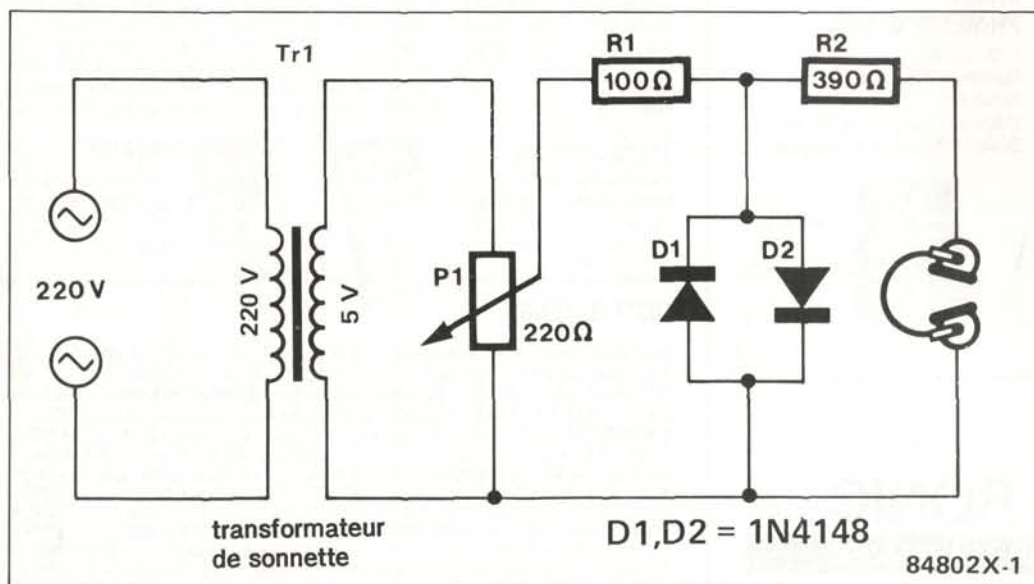 Tr1
R1
100Ω
R2
390Ω
220 V
220 V
5 V
P1
220Ω
D1
D2
transformateur
de sonnette
D1,D2 = 1N4148
84802X-1